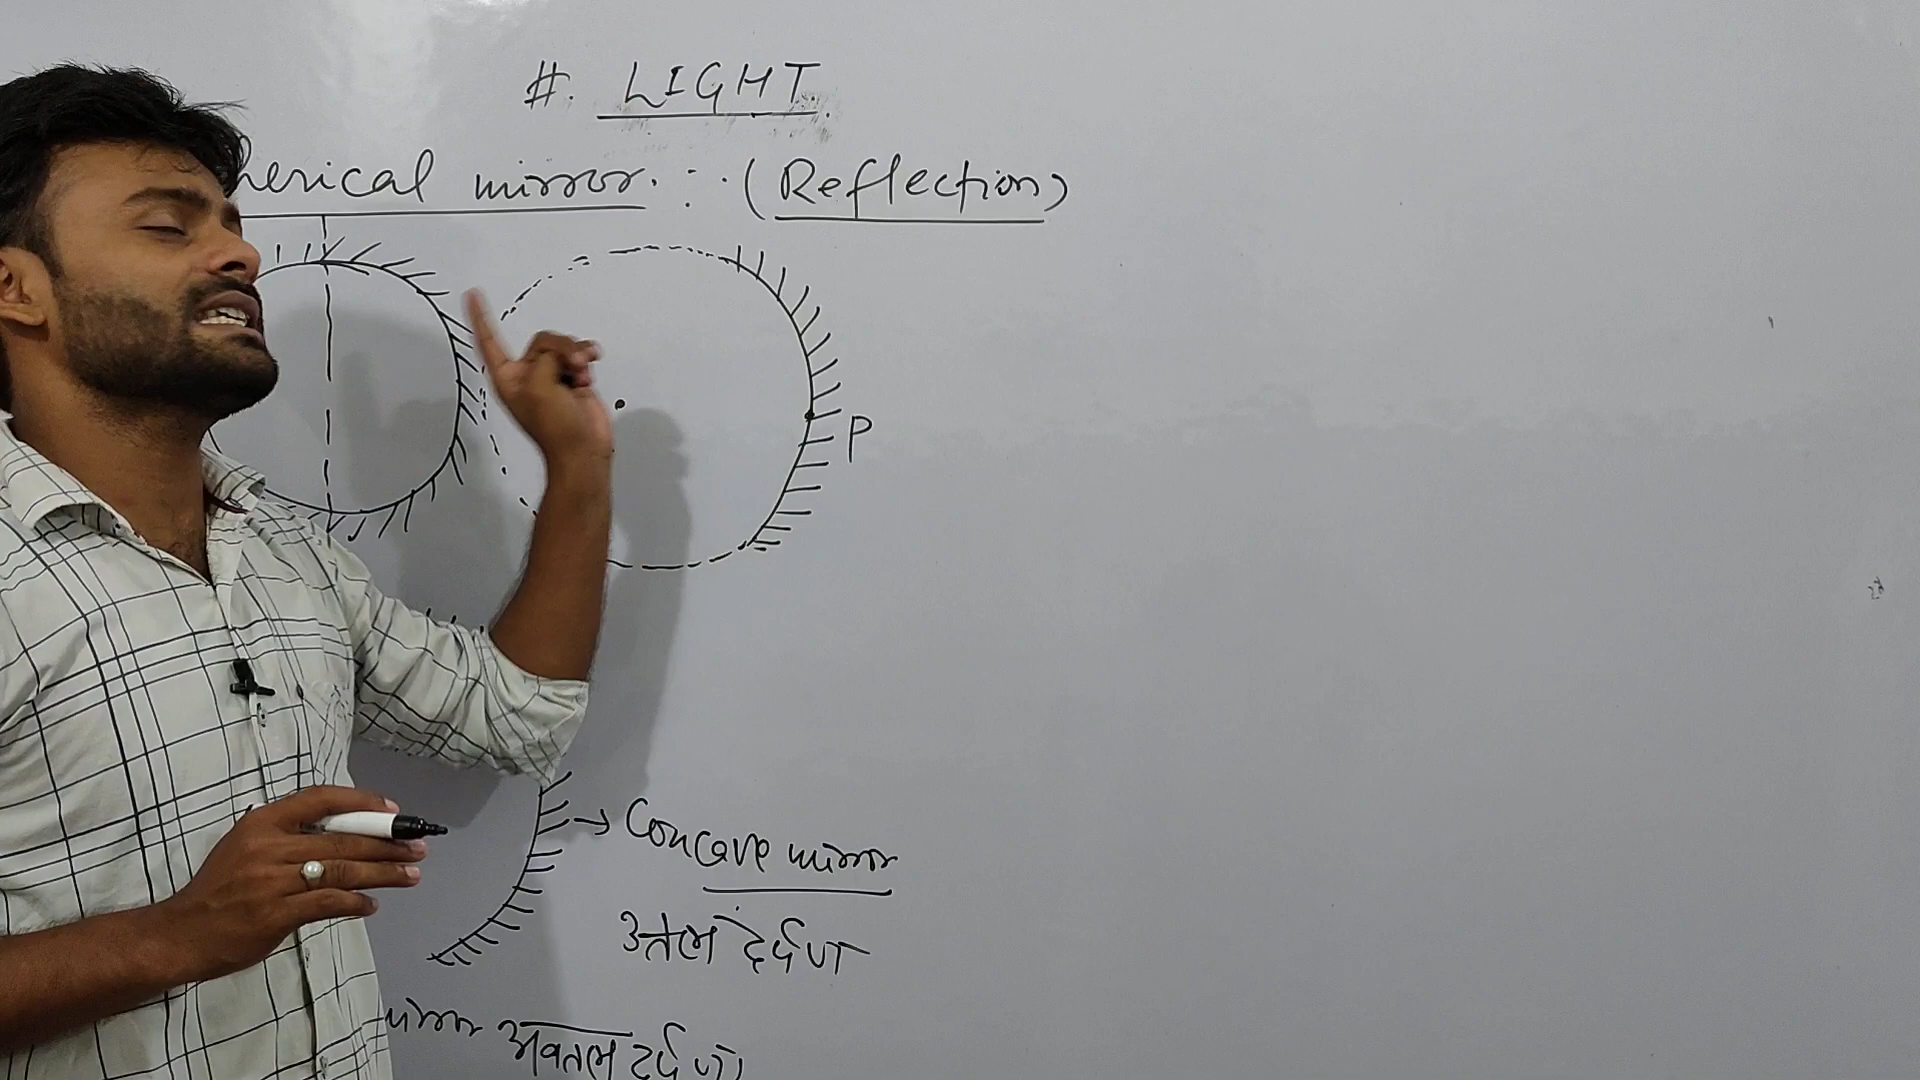 #. LIGHT.
herical mirror. : (Reflection)
P
→ Concave mirror
उत्तल दर्पण
अवतल दर्पण